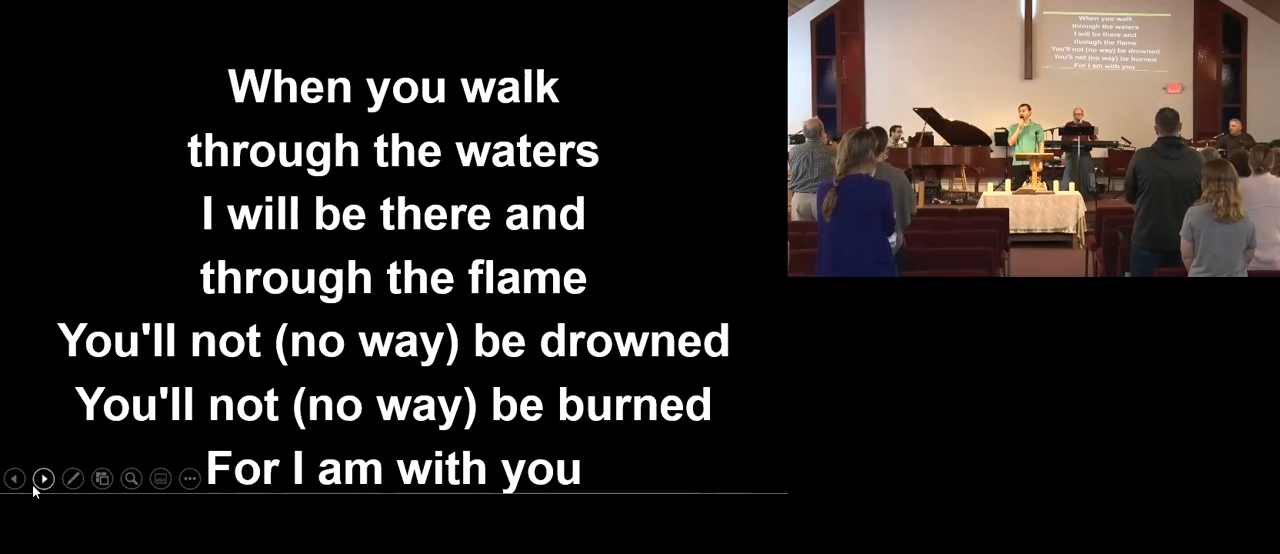 When you walk
through the waters
I will be there and
through the flame
You'll not (no way) be drowned
You'll not (no way) be burned
For I am with you
When you walk
through the waters
I will be there and
through the flame
You'll not (no way) be drowned
You'll not (no way) be burned
For I am with you